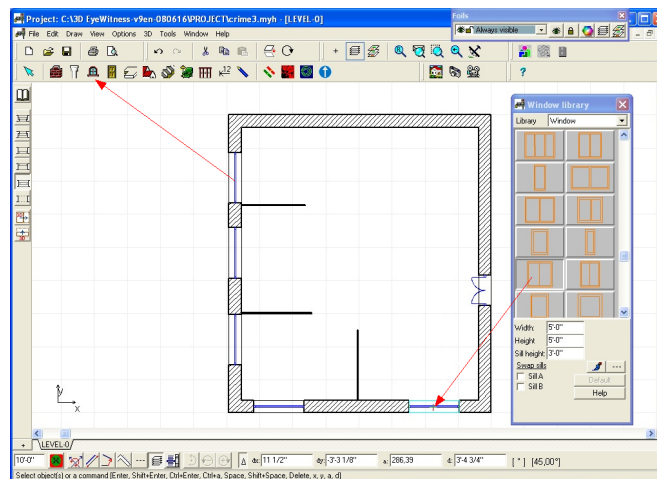 Project: C:\3D EyeWitness-v9en-080616\PROJECT\crime3.myh - [LEVEL-0]
Foils
Always visible
File Edit Draw View Options 3D Tools Window Help
k12
?
Window library
Library Window
Width: 5'-0"
Height 5'-0"
Sill height: 3'-0"
Swap sills
---
Sill A
Default
Sill B
Help
y
x
+ \LEVEL-0/
10'-0" --- Δ dx: 11 1/2" dy: -3'-3 1/8" a: 286,39 d: 3'-4 3/4" [ * ] [45,00°]
Select object(s) or a command [Enter, Shift+Enter, Ctrl+Enter, Ctrl+a, Space, Shift+Space, Delete, x, y, a, d]